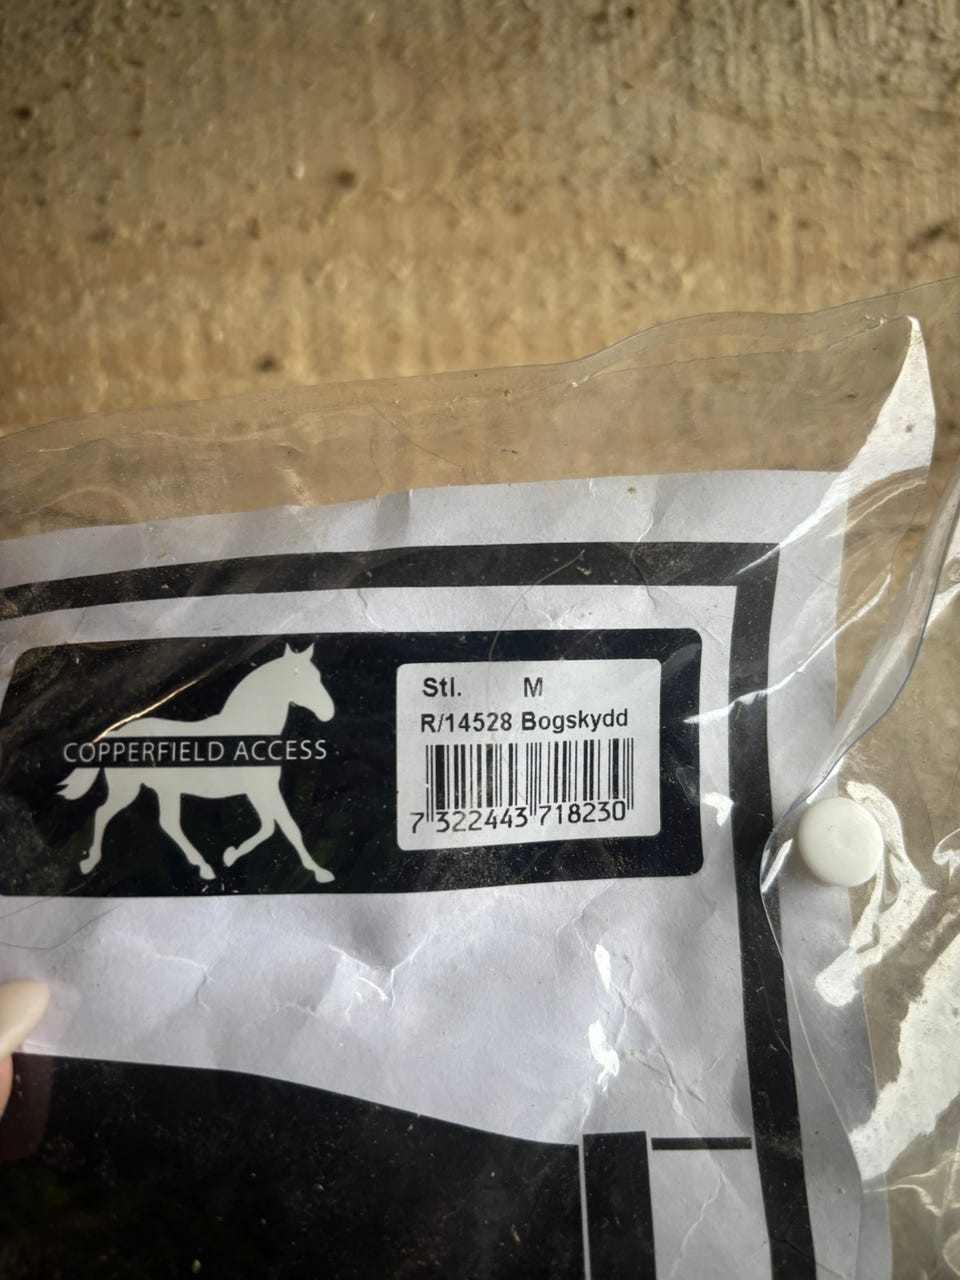 COPPERFIELD ACCESS
Stl. M
R/14528 Bogskydd
7 322443 718230